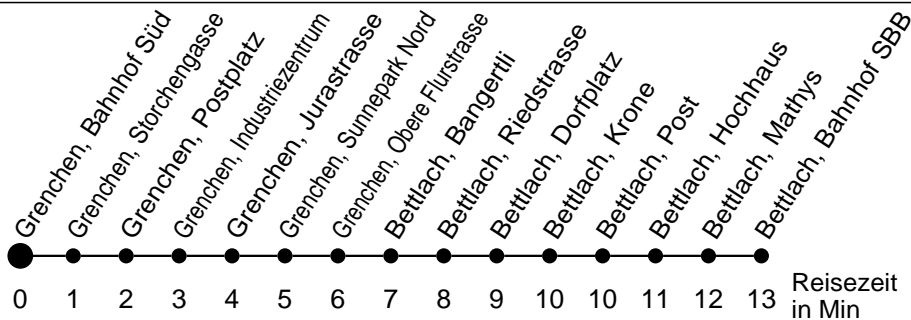 Grenchen, Bahnhof Süd
Grenchen, Storchengasse
Grenchen, Postplatz
Grenchen, Industriezentrum
Grenchen, Jurastrasse
Grenchen, Sunnepark Nord
Grenchen, Obere Flurstrasse
Bettlach, Bangertli
Bettlach, Riedstrasse
Bettlach, Dorfplatz
Bettlach, Krone
Bettlach, Post
Bettlach, Hochhaus
Bettlach, Mathys
Bettlach, Bahnhof SBB
0 1 2 3 4 5 6 7 8 9 10 10 11 12 13 Reisezeit
in Min